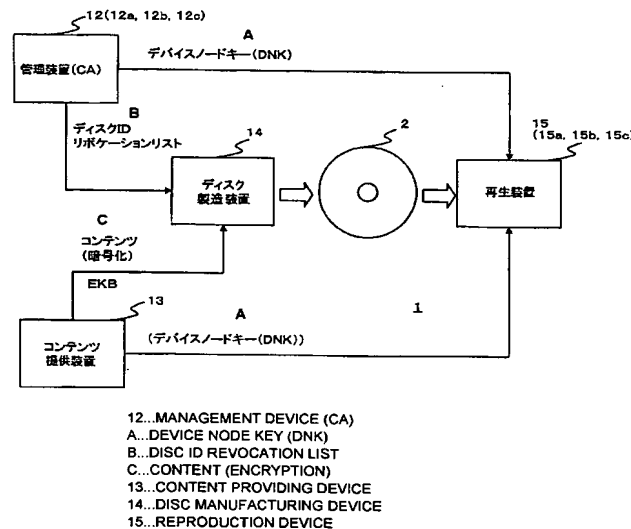 12(12a, 12b, 12c)
A
デバイスノードキー(DNK)
管理装置(CA)
B
ディスクID
リボケーションリスト
14
2
15
(15a, 15b, 15c)
ディスク
製造装置
再生装置
C
コンテンツ
(暗号化)
EKB
13
A
1
コンテンツ
提供装置
(デバイスノードキー(DNK))
12...MANAGEMENT DEVICE (CA)
A...DEVICE NODE KEY (DNK)
B...DISC ID REVOCATION LIST
C...CONTENT (ENCRYPTION)
13...CONTENT PROVIDING DEVICE
14...DISC MANUFACTURING DEVICE
15...REPRODUCTION DEVICE